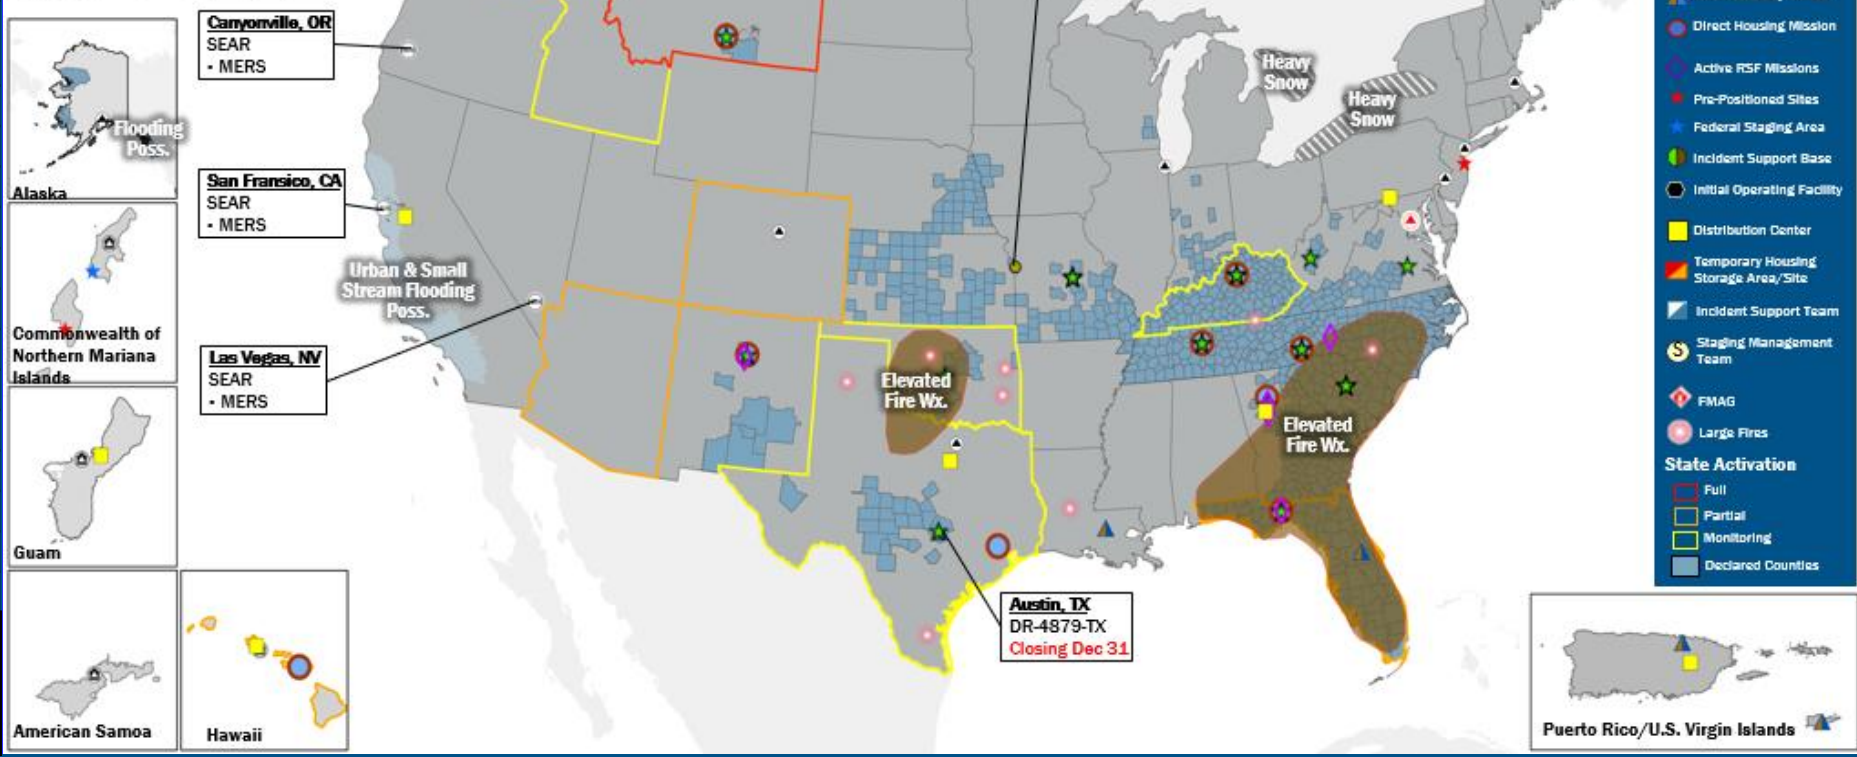 Canyonville, OR
SEAR
- MERS
San Fransico, CA
SEAR
- MERS
Las Vegas, NV
SEAR
- MERS
Austin, TX
DR-4879-TX
Closing Dec 31
Flooding
Poss.
Alaska
Commonwealth of
Northern Mariana
Islands
Guam
American Samoa
Hawaii
Urban & Small
Stream Flooding
Poss.
Heavy
Snow
Heavy
Snow
Elevated
Fire Wx.
Elevated
Fire Wx.
Direct Housing Mission
Active RSF Missions
Pre-Positioned Sites
Federal Staging Area
Incident Support Base
Initial Operating Facility
Distribution Center
Temporary Housing
Storage Area/Site
Incident Support Team
S
Staging Management
Team
FMAG
Large Fires
State Activation
Full
Partial
Monitoring
Declared Counties
Puerto Rico/U.S. Virgin Islands